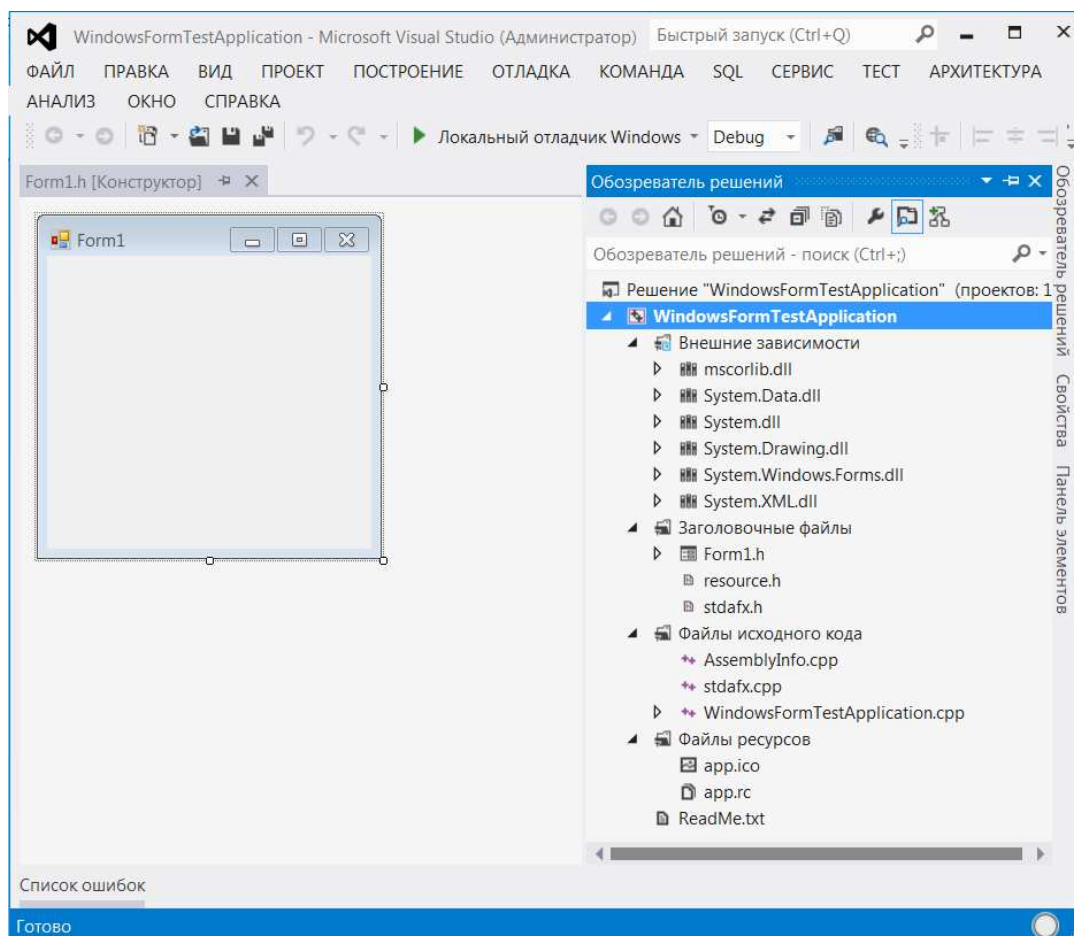 WindowsFormTestApplication - Microsoft Visual Studio (Администратор)
Быстрый запуск (Ctrl+Q)
ФАЙЛ ПРАВКА ВИД ПРОЕКТ ПОСТРОЕНИЕ ОТЛАДКА КОМАНДА SQL СЕРВИС ТЕСТ АРХИТЕКТУРА
АНАЛИЗ ОКНО СПРАВКА
Локальный отладчик Windows Debug
Form1.h [Конструктор]
Form1
Обозреватель решений
Обозреватель решений - поиск (Ctrl+;)
Решение "WindowsFormTestApplication" (проектов: 1
WindowsFormTestApplication
Внешние зависимости
mscorlib.dll
System.Data.dll
System.dll
System.Drawing.dll
System.Windows.Forms.dll
System.XML.dll
Заголовочные файлы
Form1.h
resource.h
stdafx.h
Файлы исходного кода
AssemblyInfo.cpp
stdafx.cpp
WindowsFormTestApplication.cpp
Файлы ресурсов
app.ico
app.rc
ReadMe.txt
Обозреватель решений
Свойства
Панель элементов
Список ошибок
Готово